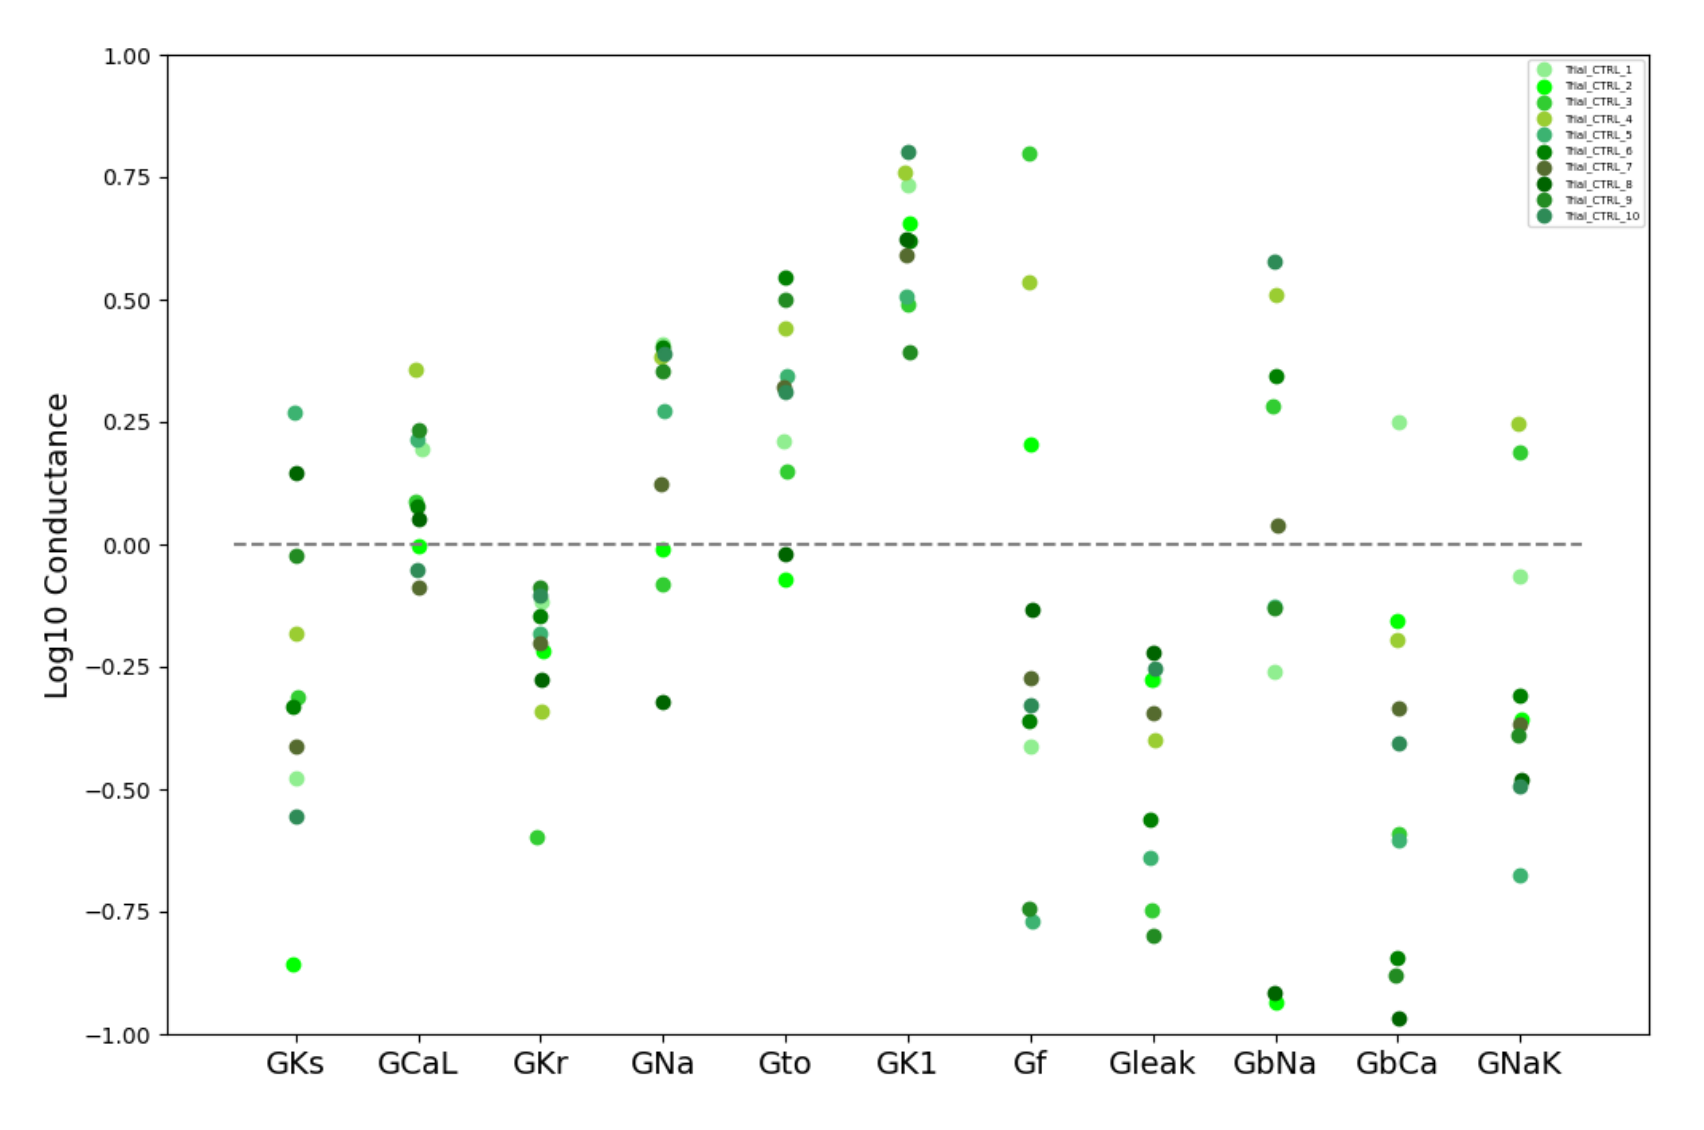 1.00
0.75
0.50
0.25
0.00
−0.25
−0.50
−0.75
−1.00
Log10 Conductance
Trial_CTRL_1
Trial_CTRL_2
Trial_CTRL_3
Trial_CTRL_4
Trial_CTRL_5
Trial_CTRL_6
Trial_CTRL_7
Trial_CTRL_8
Trial_CTRL_9
Trial_CTRL_10
GKs GCaL GKr GNa Gto GK1 Gf Gleak GbNa GbCa GNaK